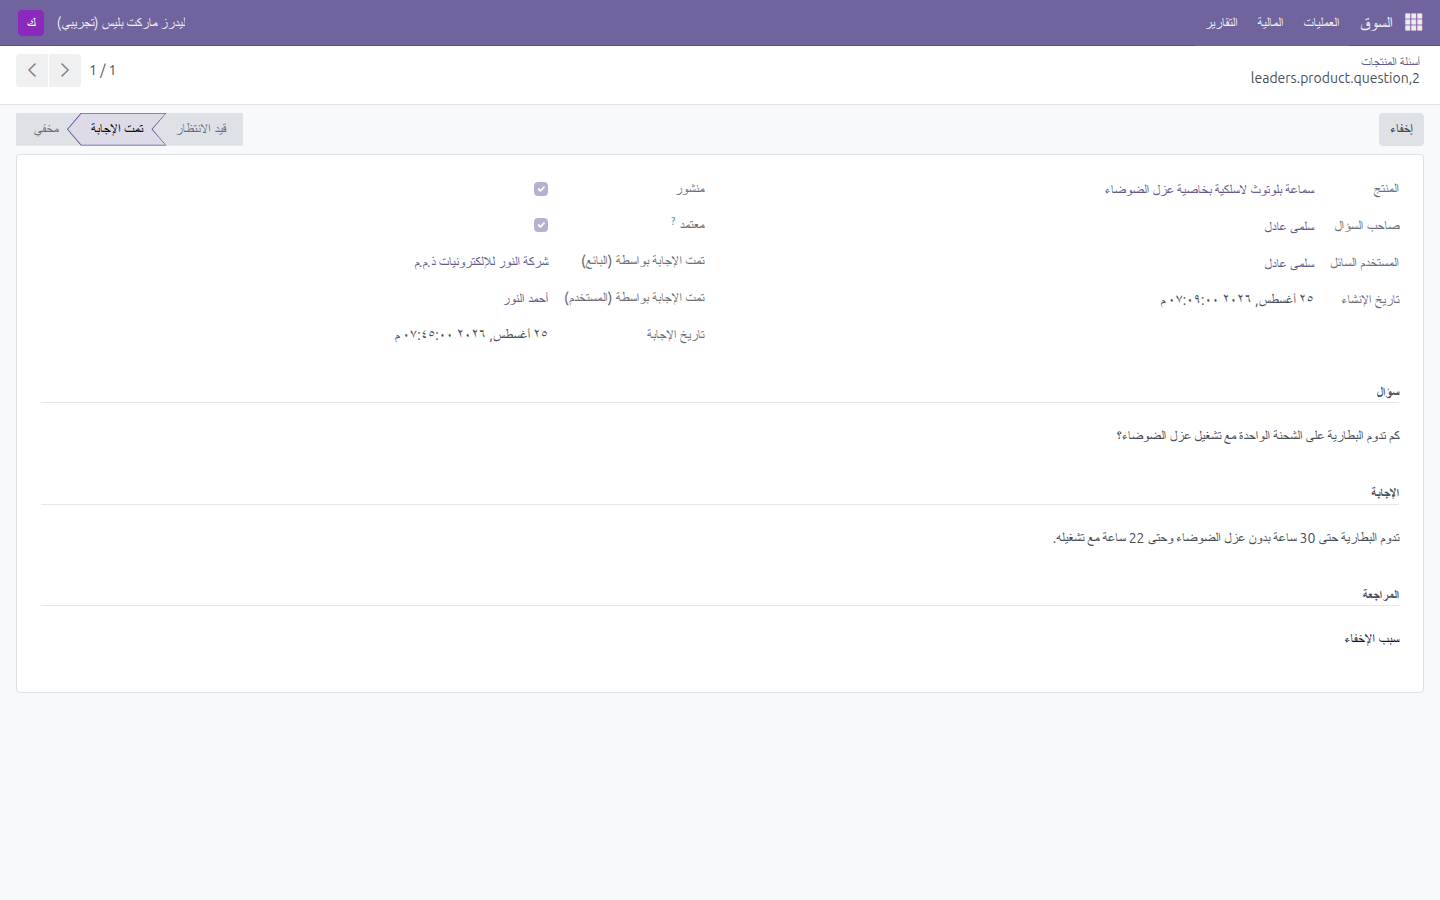 السوق
العمليات
المالية
التقارير
ليدرز ماركت بليس (تجريبي)
ك
أسئلة المنتجات
leaders.product.question,2
1 / 1
إخفاء
قيد الانتظار
تمت الإجابة
مخفي
المنتج
سماعة بلوتوث لاسلكية بخاصية عزل الضوضاء
صاحب السؤال
سلمى عادل
المستخدم السائل
سلمى عادل
تاريخ الإنشاء
٢٥ أغسطس, ٢٠٢٦ ٠٧:٠٩:٠٠ م
منشور
معتمد ?
تمت الإجابة بواسطة (البائع)
شركة النور للإلكترونيات ذ.م.م
تمت الإجابة بواسطة (المستخدم)
أحمد النور
تاريخ الإجابة
٢٥ أغسطس, ٢٠٢٦ ٠٧:٤٥:٠٠ م
سؤال
كم تدوم البطارية على الشحنة الواحدة مع تشغيل عزل الضوضاء؟
الإجابة
تدوم البطارية حتى 30 ساعة بدون عزل الضوضاء وحتى 22 ساعة مع تشغيله.
المراجعة
سبب الإخفاء